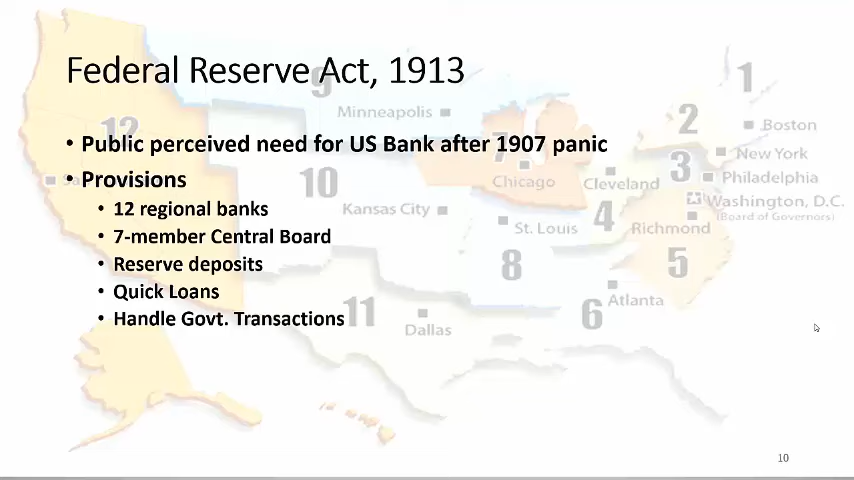 Federal Reserve Act, 1913
• Public perceived need for US Bank after 1907 panic
• Provisions
• 12 regional banks
• 7-member Central Board
• Reserve deposits
• Quick Loans
• Handle Govt. Transactions
1
Boston
2
New York
3
Philadelphia
Cleveland
4
Richmond
5
Washington, D.C.
(Board of Governors)
6
Atlanta
7
Chicago
8
St. Louis
9
Minneapolis
10
Kansas City
11
Dallas
12
10